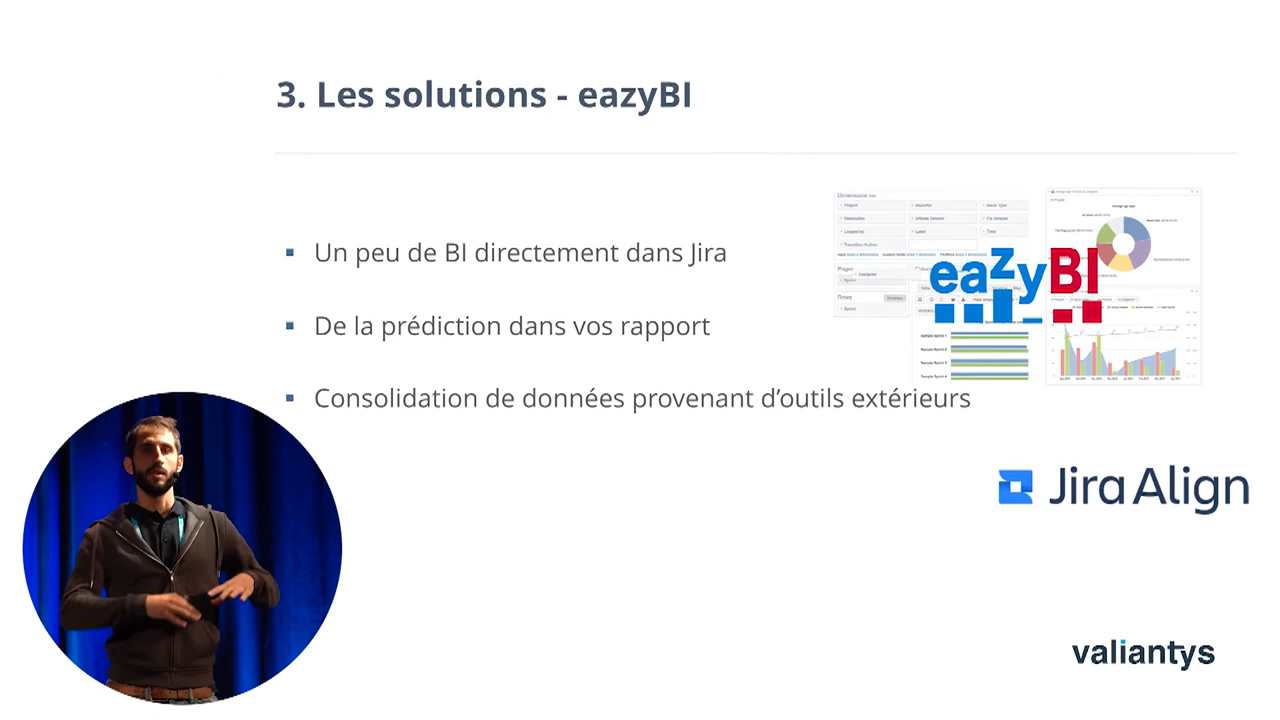 3. Les solutions - eazyBI
Un peu de BI directement dans Jira
De la prédiction dans vos rapport
Consolidation de données provenant d'outils extérieurs
eazyBI
Jira Align
valiantys